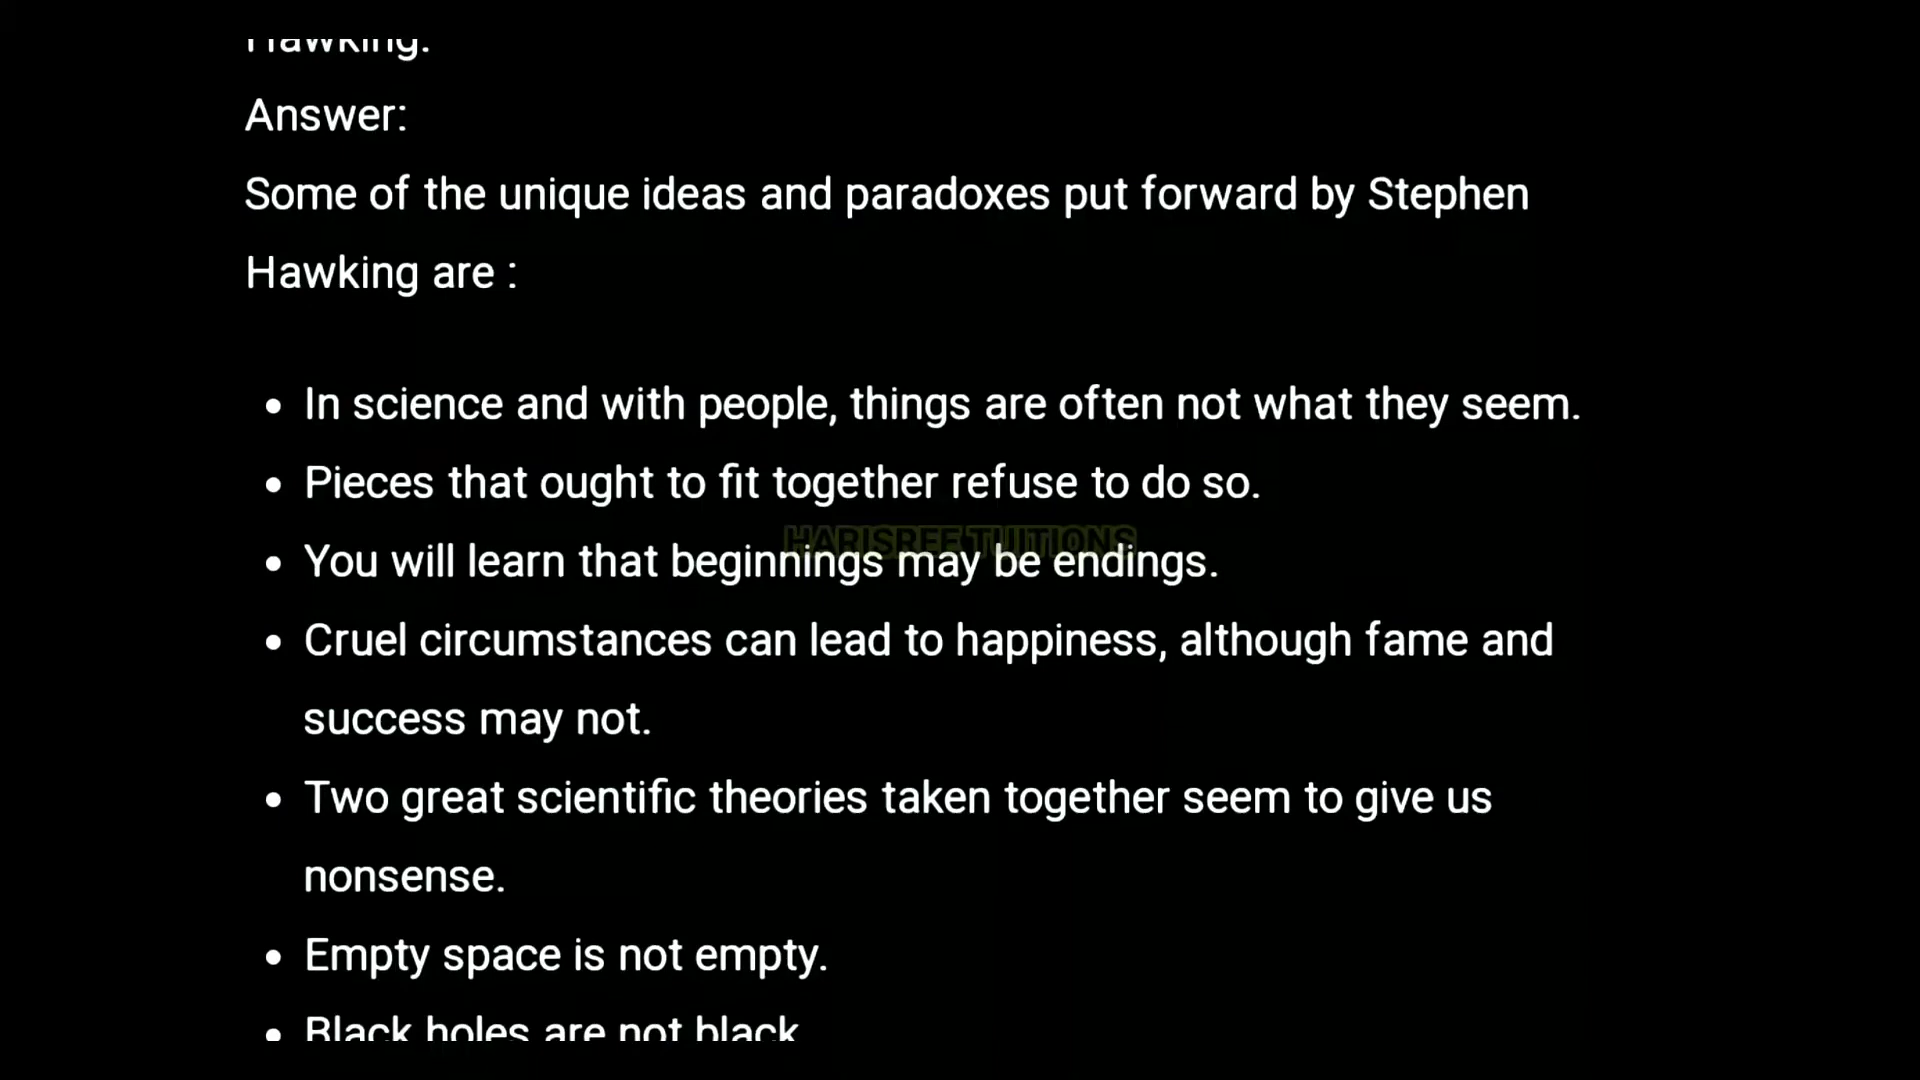 Hawking.
Answer:
Some of the unique ideas and paradoxes put forward by Stephen
Hawking are :
• In science and with people, things are often not what they seem.
• Pieces that ought to fit together refuse to do so.
HARISREE TUITIONS
• You will learn that beginnings may be endings.
• Cruel circumstances can lead to happiness, although fame and
success may not.
• Two great scientific theories taken together seem to give us
nonsense.
• Empty space is not empty.
• Black holes are not black